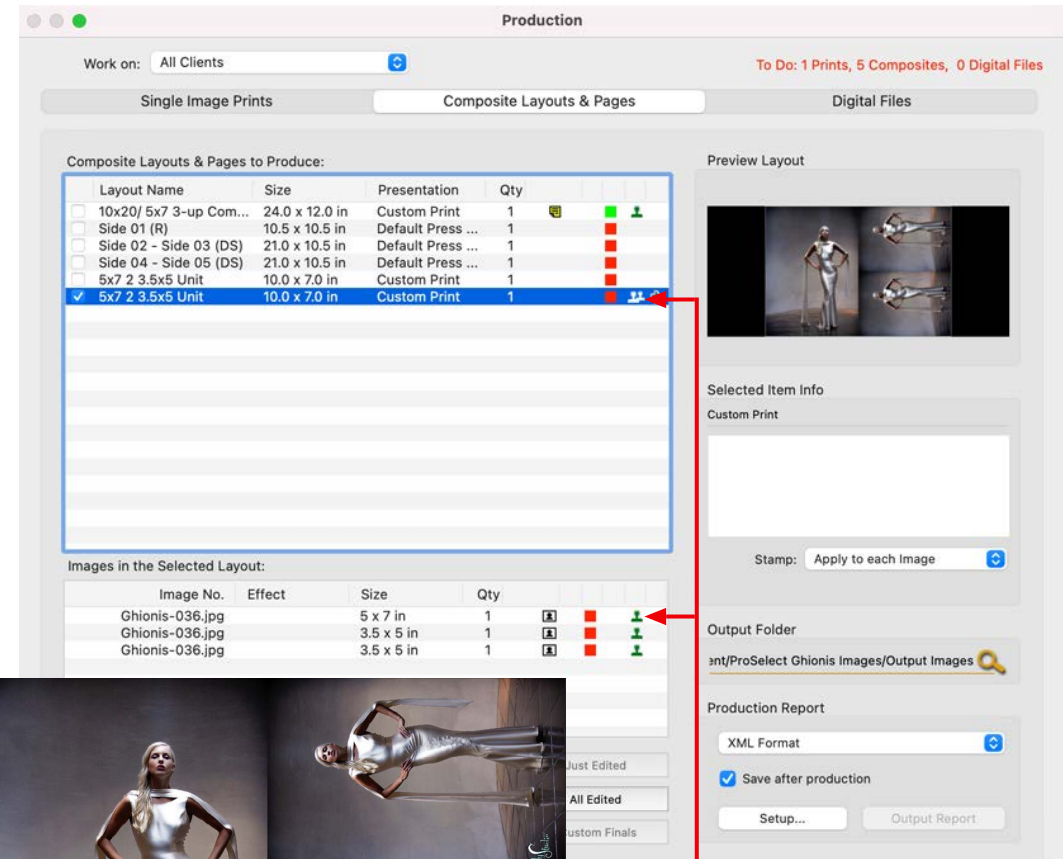 Production
Work on: All Clients
To Do: 1 Prints, 5 Composites, 0 Digital Files
Single Image Prints Composite Layouts & Pages Digital Files
Composite Layouts & Pages to Produce:
Layout Name Size Presentation Qty
10x20/ 5x7 3-up Com... 24.0 x 12.0 in Custom Print 1
Side 01 (R) 10.5 x 10.5 in Default Press ... 1
Side 02 - Side 03 (DS) 21.0 x 10.5 in Default Press ... 1
Side 04 - Side 05 (DS) 21.0 x 10.5 in Default Press ... 1
5x7 2 3.5x5 Unit 10.0 x 7.0 in Custom Print 1
5x7 2 3.5x5 Unit 10.0 x 7.0 in Custom Print 1
Preview Layout
Selected Item Info
Custom Print
Stamp: Apply to each Image
Images in the Selected Layout:
Image No. Effect Size Qty
Ghionis-036.jpg 5 x 7 in 1
Ghionis-036.jpg 3.5 x 5 in 1
Ghionis-036.jpg 3.5 x 5 in 1
Output Folder
ent/ProSelect Ghionis Images/Output Images
Production Report
XML Format
Save after production
Setup... Output Report
Just Edited
All Edited
ustom Finals